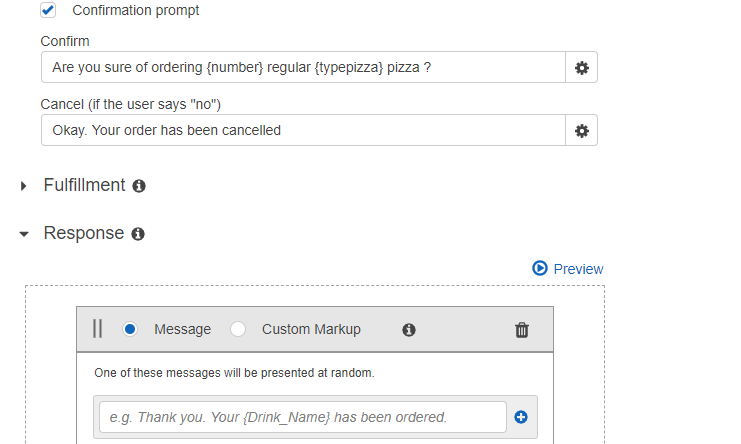 Confirmation prompt
Confirm
Are you sure of ordering {number} regular {typepizza} pizza ?
Cancel (if the user says "no")
Okay. Your order has been cancelled
Fulfillment
Response
Preview
Message Custom Markup
One of these messages will be presented at random.
e.g. Thank you. Your {Drink_Name} has been ordered.